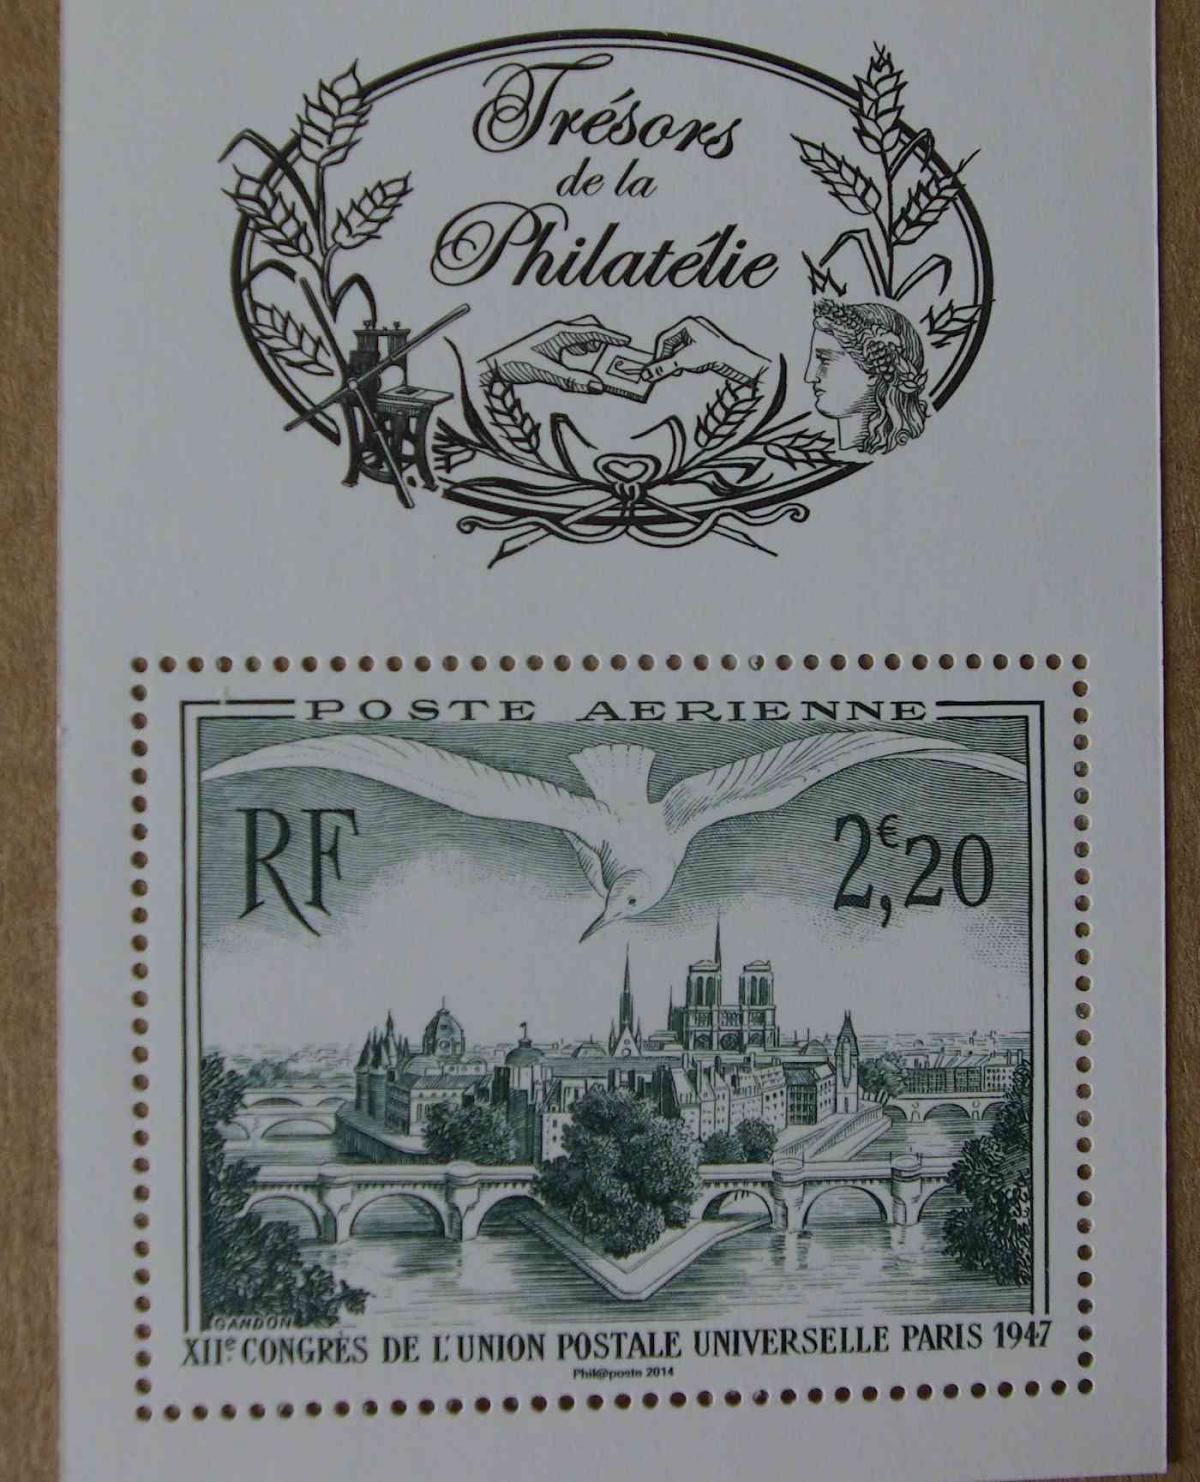 Trésors
de la
Philatélie
POSTE AERIENNE
RF
2€,20
GANDON
XIIe CONGRÈS DE L'UNION POSTALE UNIVERSELLE PARIS 1947
Phil@poste 2014